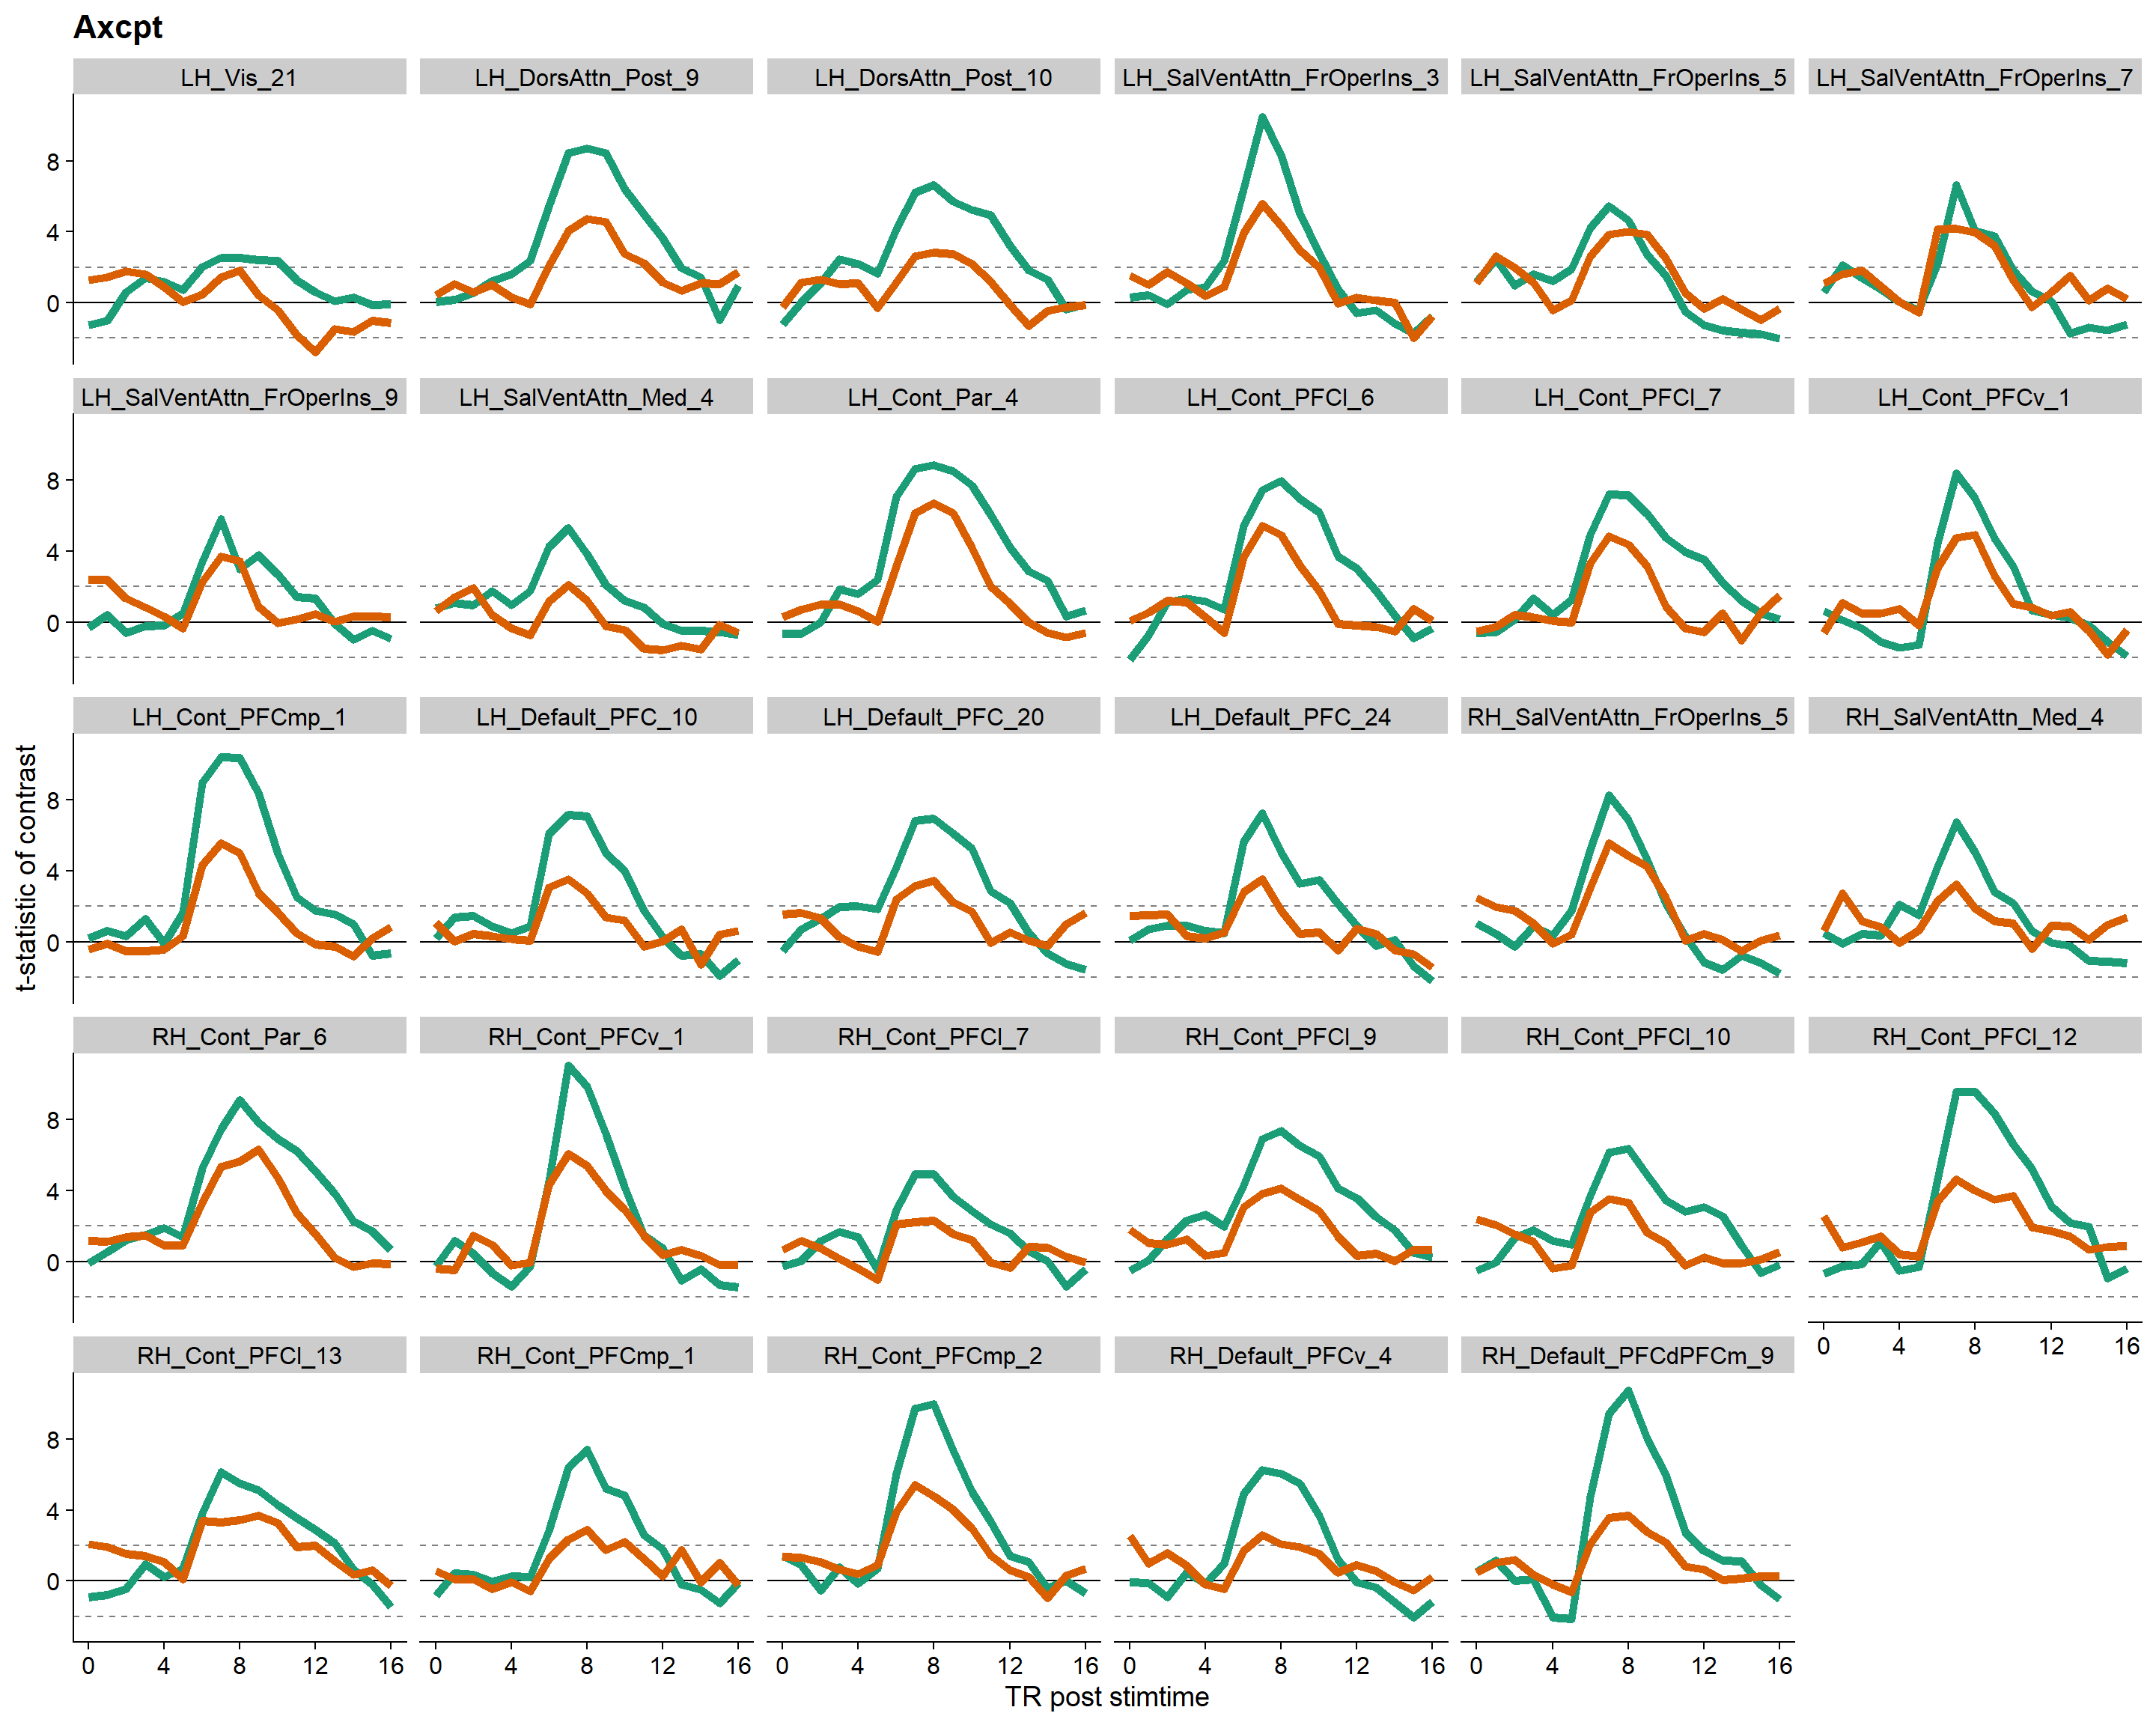 Axcpt
LH_Vis_21
LH_DorsAttn_Post_9
LH_DorsAttn_Post_10
LH_SalVentAttn_FrOperIns_3
LH_SalVentAttn_FrOperIns_5
LH_SalVentAttn_FrOperIns_7
8
4
0
LH_SalVentAttn_FrOperIns_9
LH_SalVentAttn_Med_4
LH_Cont_Par_4
LH_Cont_PFCl_6
LH_Cont_PFCl_7
LH_Cont_PFCv_1
8
4
0
LH_Cont_PFCmp_1
LH_Default_PFC_10
LH_Default_PFC_20
LH_Default_PFC_24
RH_SalVentAttn_FrOperIns_5
RH_SalVentAttn_Med_4
t-statistic of contrast
8
4
0
RH_Cont_Par_6
RH_Cont_PFCv_1
RH_Cont_PFCl_7
RH_Cont_PFCl_9
RH_Cont_PFCl_10
RH_Cont_PFCl_12
8
4
0
0 4 8 12 16
RH_Cont_PFCl_13
RH_Cont_PFCmp_1
RH_Cont_PFCmp_2
RH_Default_PFCv_4
RH_Default_PFCdPFCm_9
8
4
0
0 4 8 12 16
0 4 8 12 16
0 4 8 12 16
0 4 8 12 16
0 4 8 12 16
TR post stimtime